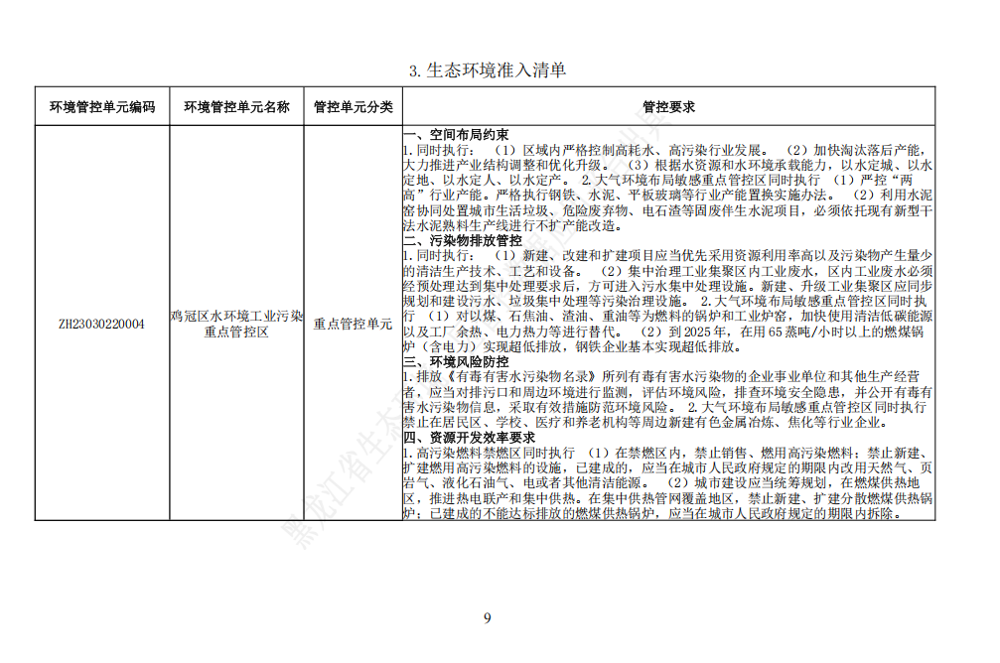 3.生态环境准入清单
环境管控单元编码 环境管控单元名称 管控单元分类 管控要求
一、空间布局约束
1.同时执行：（1）区域内严格控制高耗水、高污染行业发展。（2）加快淘汰落后产能，
大力推进产业结构调整和优化升级。（3）根据水资源和水环境承载能力，以水定城、以水
定地、以水定人、以水定产。 2.大气环境布局敏感重点管控区同时执行 （1）严控“两
高”行业产能。严格执行钢铁、水泥、平板玻璃等行业产能置换实施办法。（2）利用水泥
窑协同处置城市生活垃圾、危险废弃物、电石渣等固废伴生水泥项目，必须依托现有新型干
法水泥熟料生产线进行不扩产能改造。
二、污染物排放管控
1.同时执行：（1）新建、改建和扩建项目应当优先采用资源利用率高以及污染物产生量少
的清洁生产技术、工艺和设备。（2）集中治理工业集聚区内工业废水，区内工业废水必须
经预处理达到集中处理要求后，方可进入污水集中处理设施。新建、升级工业集聚区应同步
规划和建设污水、垃圾集中处理等污染治理设施。 2.大气环境布局敏感重点管控区同时执
ZH23030220004
鸡冠区水环境工业污染
重点管控区
重点管控单元
行 （1）对以煤、石焦油、渣油、重油等为燃料的锅炉和工业炉窑，加快使用清洁低碳能源
以及工厂余热、电力热力等进行替代。（2）到2025年，在用65蒸吨/小时以上的燃煤锅
炉（含电力）实现超低排放，钢铁企业基本实现超低排放。
三、环境风险防控
1.排放《有毒有害水污染物名录》所列有毒有害水污染物的企业事业单位和其他生产经营
者，应当对排污口和周边环境进行监测，评估环境风险，排查环境安全隐患，并公开有毒有
害水污染物信息，采取有效措施防范环境风险。 2.大气环境布局敏感重点管控区同时执行
禁止在居民区、学校、医疗和养老机构等周边新建有色金属冶炼、焦化等行业企业。
四、资源开发效率要求
1.高污染燃料禁燃区同时执行 （1）在禁燃区内，禁止销售、燃用高污染燃料；禁止新建、
扩建燃用高污染燃料的设施，已建成的，应当在城市人民政府规定的期限内改用天然气、页
岩气、液化石油气、电或者其他清洁能源。（2）城市建设应当统筹规划，在燃煤供热地
区，推进热电联产和集中供热。在集中供热管网覆盖地区，禁止新建、扩建分散燃煤供热锅
炉；已建成的不能达标排放的燃煤供热锅炉，应当在城市人民政府规定的期限内拆除。
黑龙江省生态环
出具
9